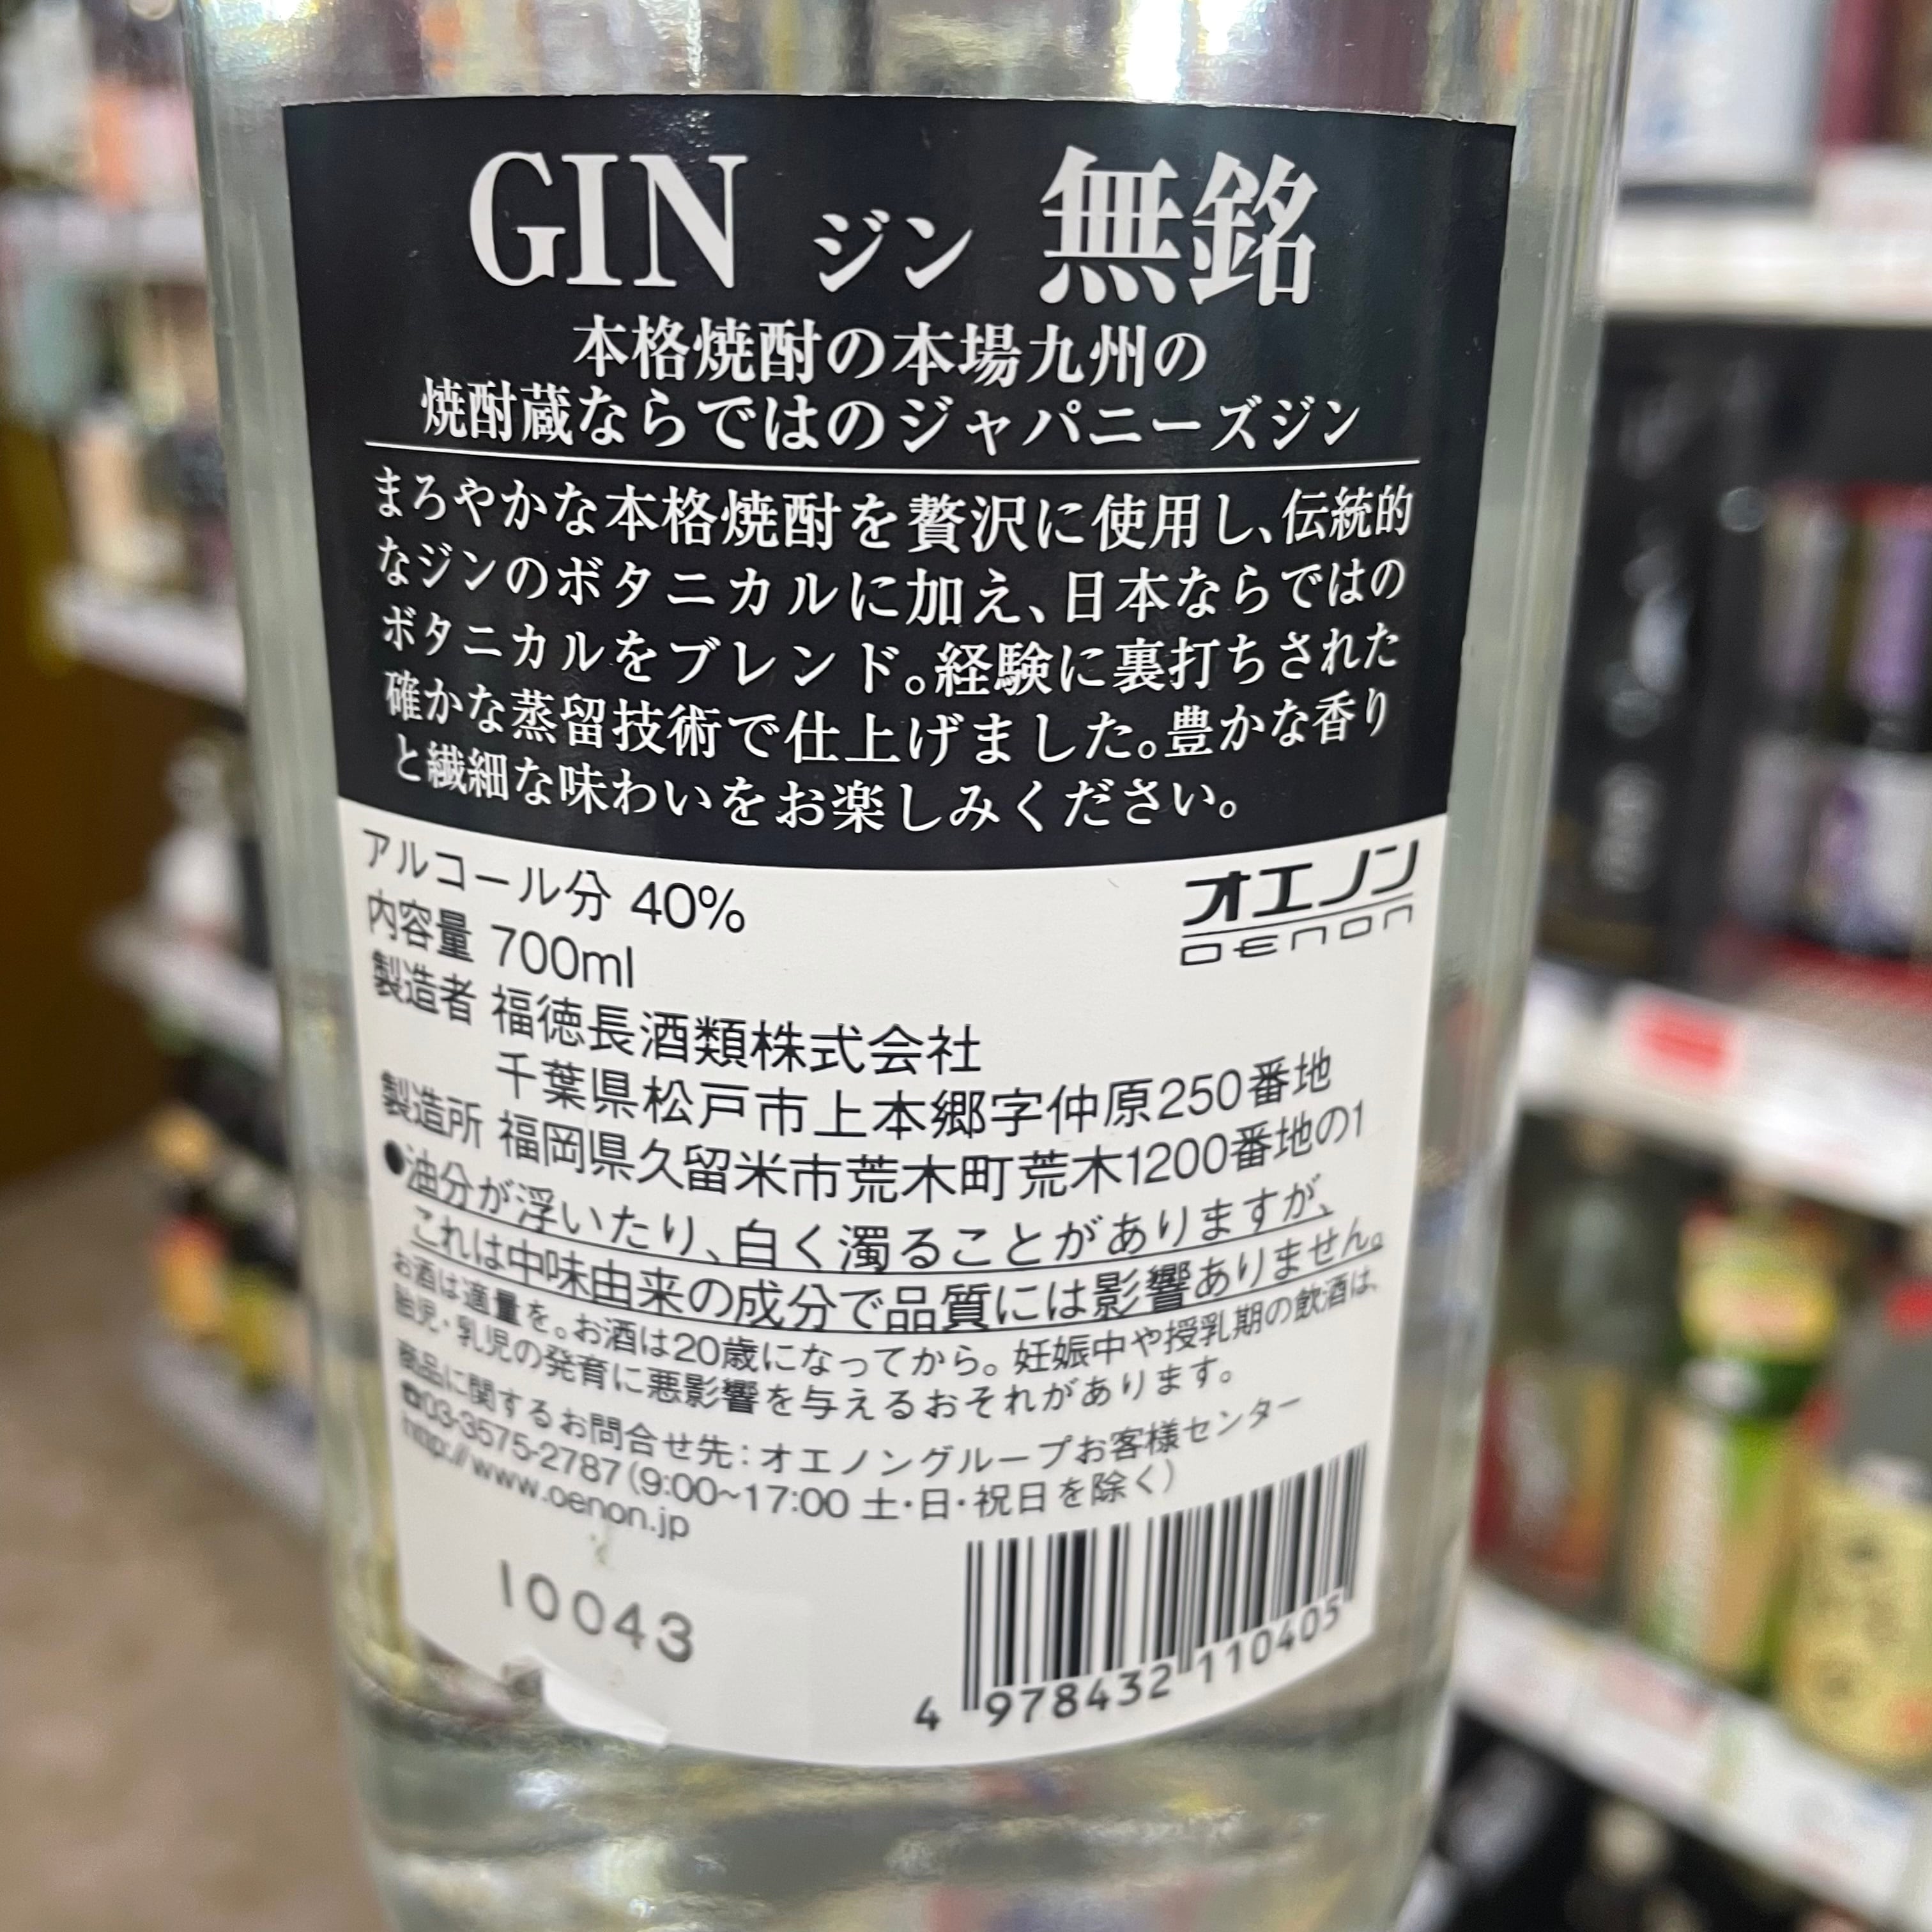 GIN ジン 無銘
本格焼酎の本場九州の
焼酎蔵ならではのジャパニーズジン
まろやかな本格焼酎を贅沢に使用し、伝統的
なジンのボタニカルに加え、日本ならではの
ボタニカルをブレンド。経験に裏打ちされた
確かな蒸留技術で仕上げました。豊かな香り
と繊細な味わいをお楽しみください。
アルコール分 40%
オエノン
OENON
内容量 700ml
製造者 福徳長酒類株式会社
千葉県松戸市上本郷字仲原250番地
製造所 福岡県久留米市荒木町荒木1200番地の1
●油分が浮いたり、白く濁ることがありますが、
これは中味由来の成分で品質には影響ありません。
お酒は適量を。お酒は20歳になってから。妊娠中や授乳期の飲酒は、
胎児・乳児の発育に悪影響を与えるおそれがあります。
商品に関するお問合せ先：オエノングループお客様センター
☎03-3575-2787（9:00~17:00 土・日・祝日を除く）
http://www.oenon.jp
10043
4 978432 110405